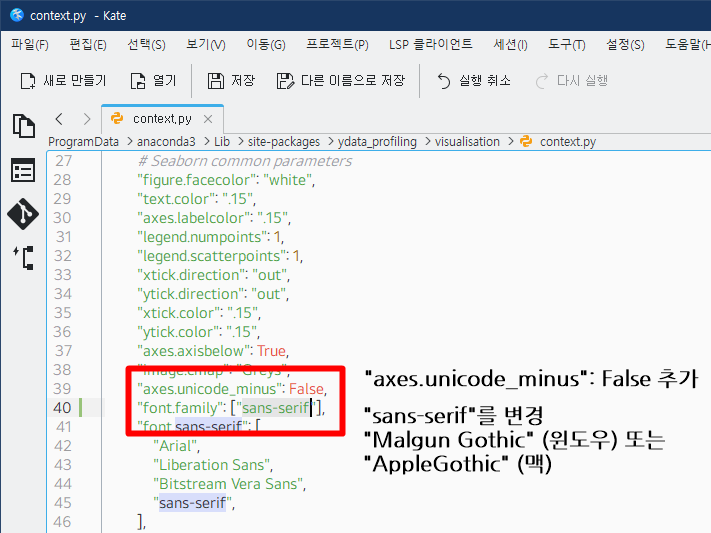 context.py - Kate
파일(F) 편집(E) 선택(S) 보기(V) 이동(G) 프로젝트(P) LSP 클라이언트 세션(I) 도구(T) 설정(S) 도움말(H
새로 만들기 열기 저장 다른 이름으로 저장 실행 취소 다시 실행
context.py
ProgramData anaconda3 Lib site-packages ydata_profiling visualisation context.py
27 # Seaborn common parameters
28 "figure.facecolor": "white",
29 "text.color": ".15",
30 "axes.labelcolor": ".15",
31 "legend.numpoints": 1,
32 "legend.scatterpoints": 1,
33 "xtick.direction": "out",
34 "ytick.direction": "out",
35 "xtick.color": ".15",
36 "ytick.color": ".15",
37 "axes.axisbelow": True,
38 "image.cmap": "Greys",
39 "axes.unicode_minus": False,
40 "font.family": ["sans-serif"],
41 "font.sans-serif": [
42 "Arial",
43 "Liberation Sans",
44 "Bitstream Vera Sans",
45 "sans-serif",
46 ],
"axes.unicode_minus": False 추가
"sans-serif"를 변경
"Malgun Gothic" (윈도우) 또는
"AppleGothic" (맥)